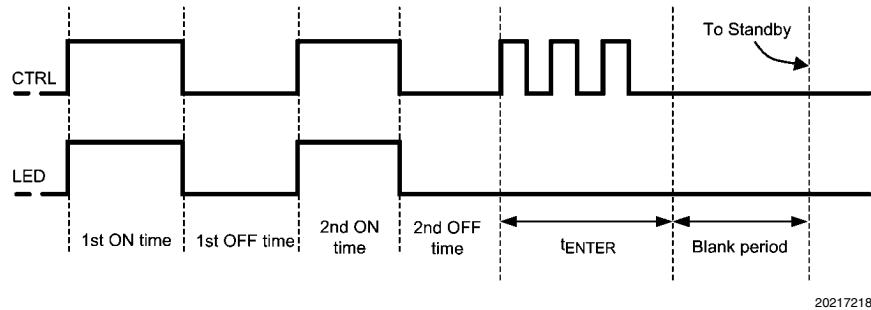 To Standby
CTRL
LED
1st ON time
1st OFF time
2nd ON
time
2nd OFF
time
tENTER
Blank period
20217218